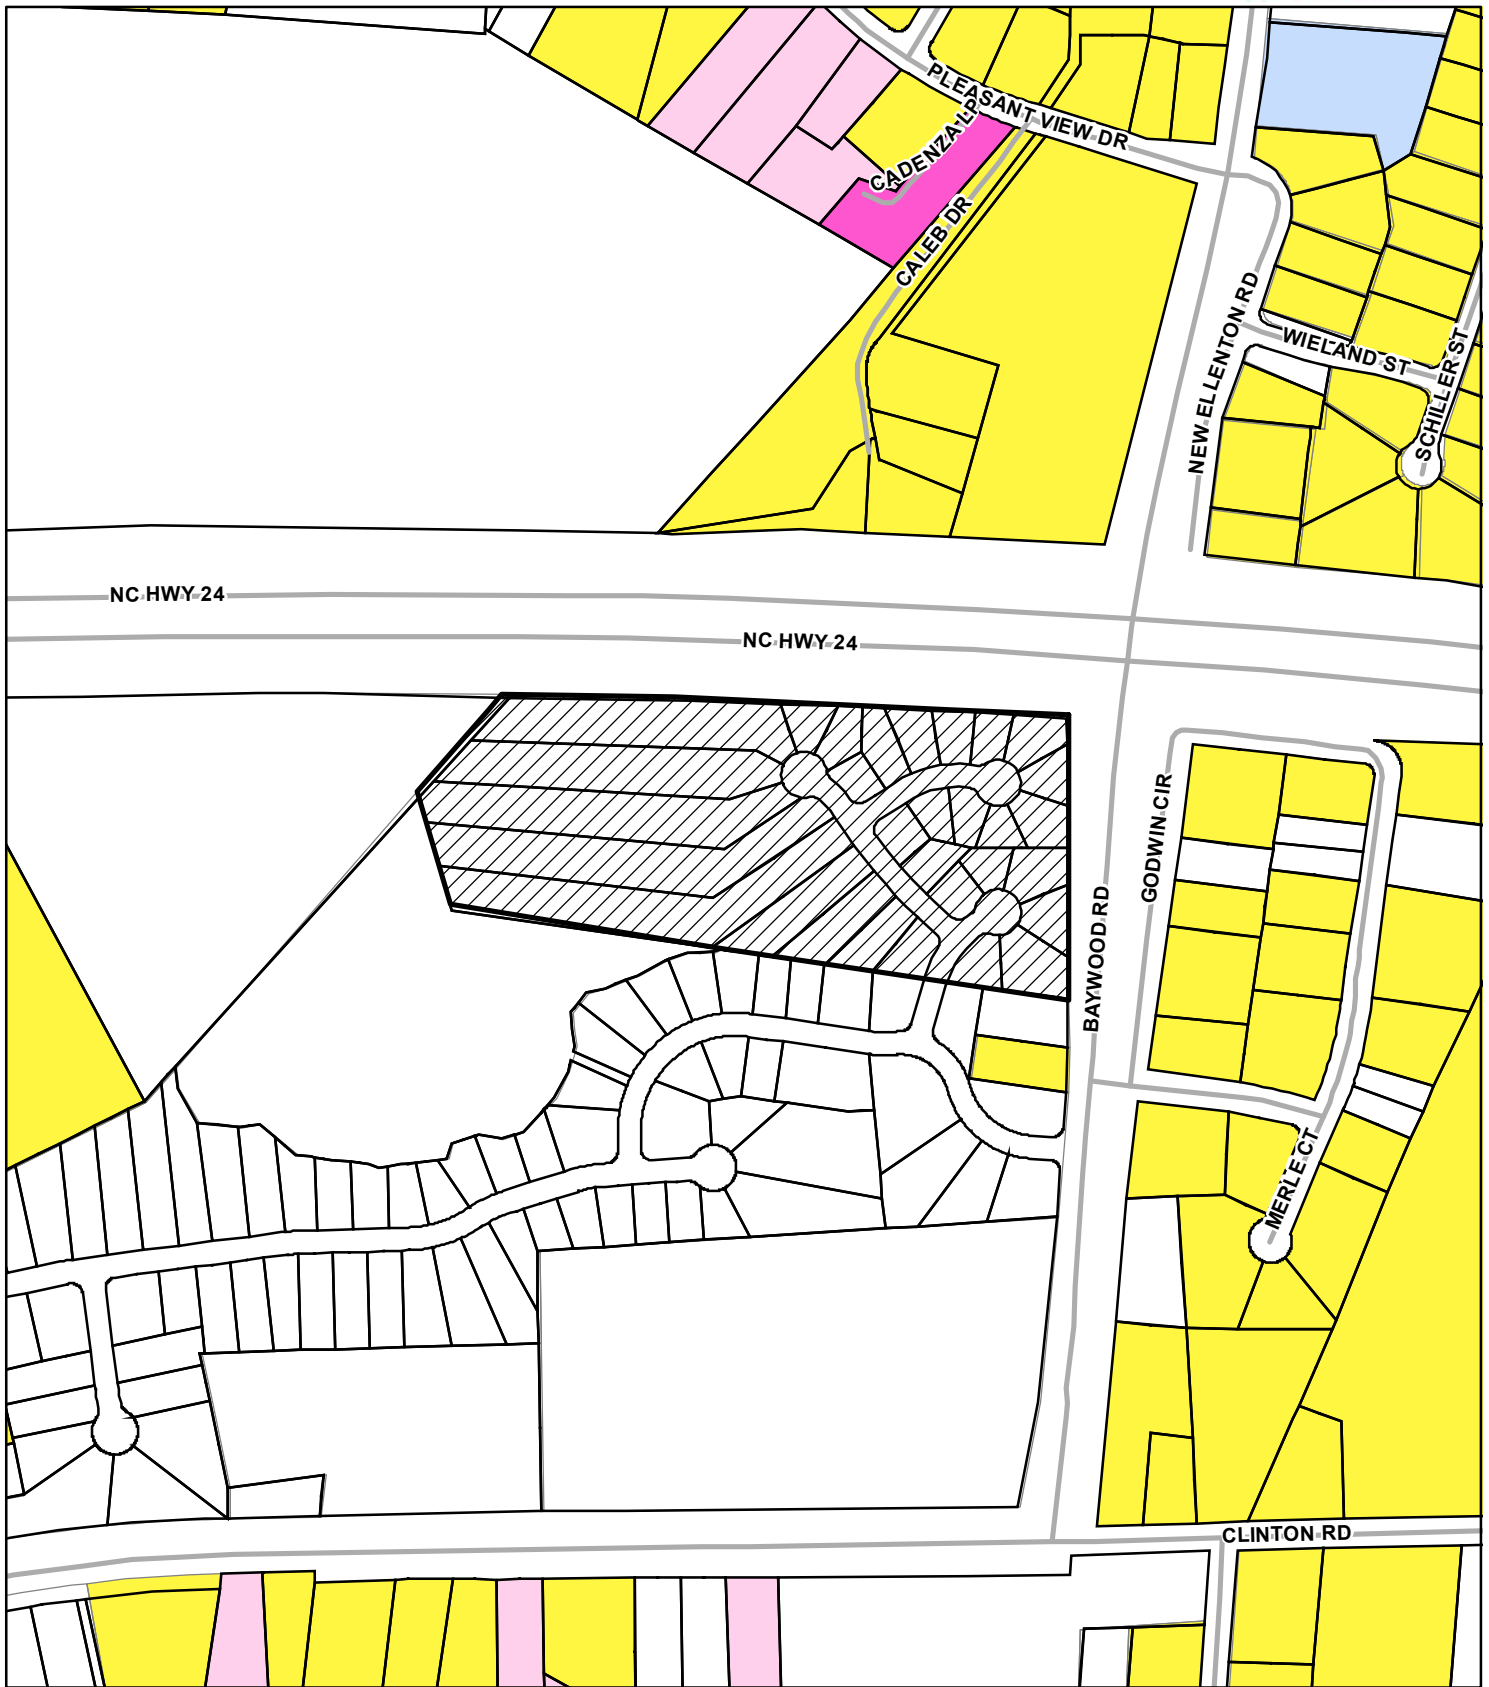 PLEASANT VIEW DR
CADENZA LP
CALEB DR
NEW ELLENTON RD
WIELAND ST
SCHILLER ST
NC HWY 24
NC HWY 24
GODWIN CIR
BAYWOOD RD
MERLE CT
CLINTON RD